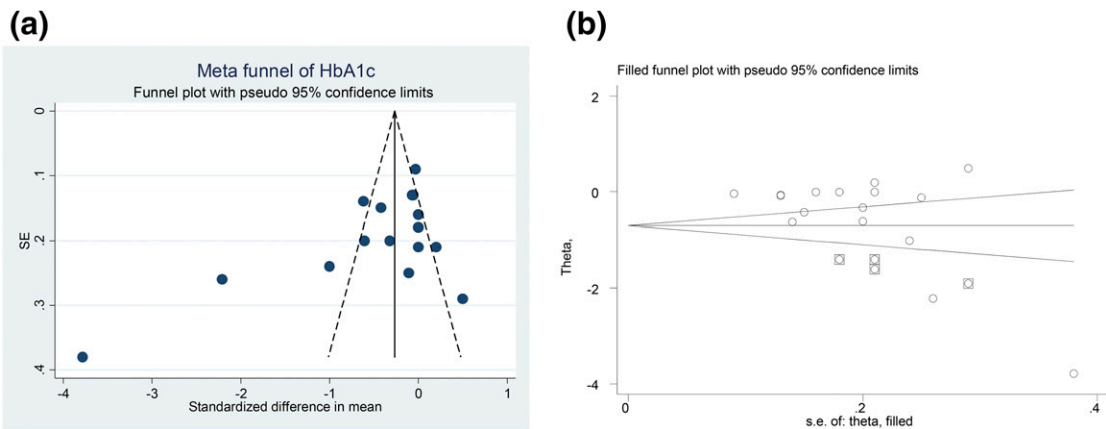 (a)
Meta funnel of HbA1c
Funnel plot with pseudo 95% confidence limits
0
.1
.2
.3
.4
SE
-4 -3 -2 -1 0 1
Standardized difference in mean
(b)
Filled funnel plot with pseudo 95% confidence limits
2
0
-2
-4
Theta,
0 .2 .4
s.e. of: theta, filled